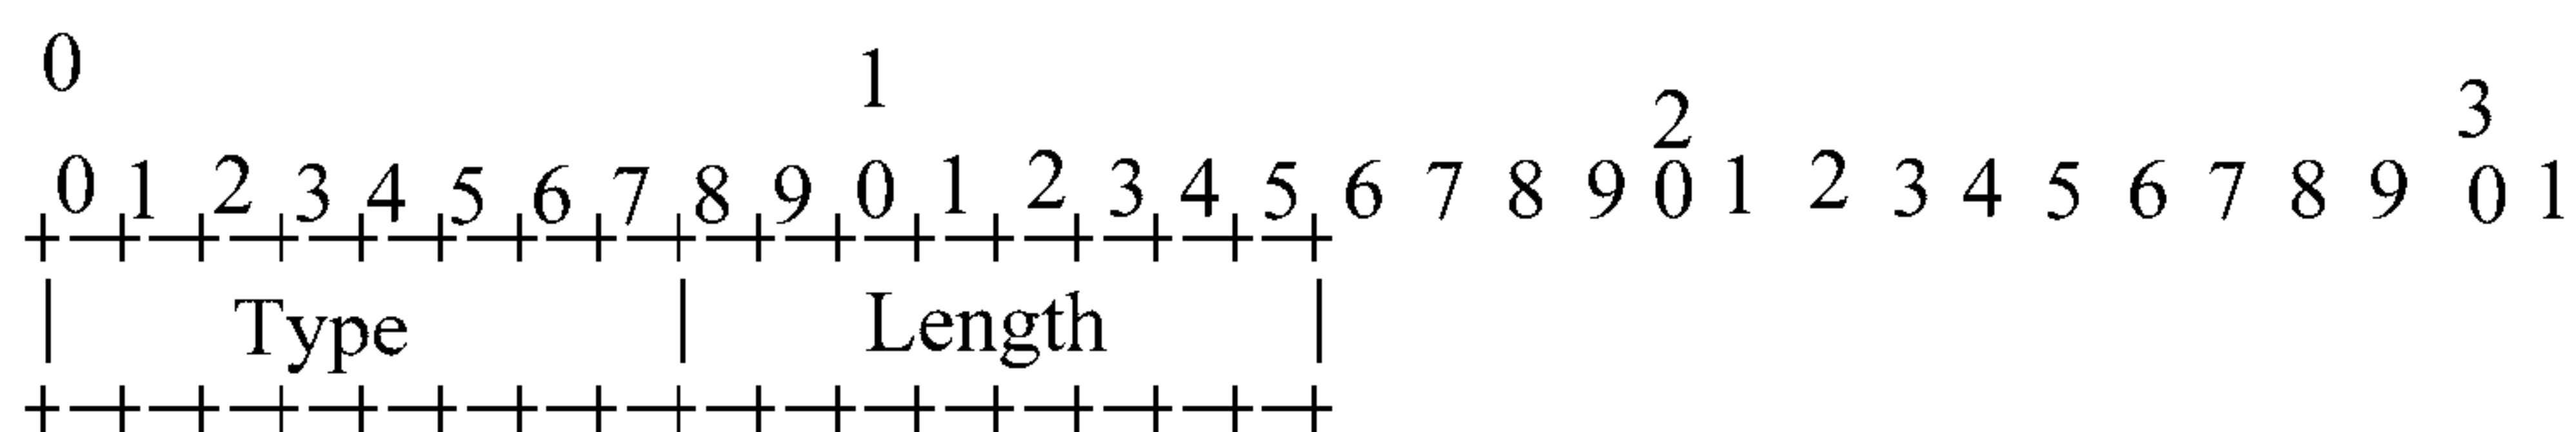 0 1 2 3
0 1 2 3 4 5 6 7 8 9 0 1 2 3 4 5 6 7 8 9 0 1 2 3 4 5 6 7 8 9 0 1
+-+-+-+-+-+-+-+-+-+-+-+-+-+-+-+-+
| Type | Length |
+-+-+-+-+-+-+-+-+-+-+-+-+-+-+-+-+